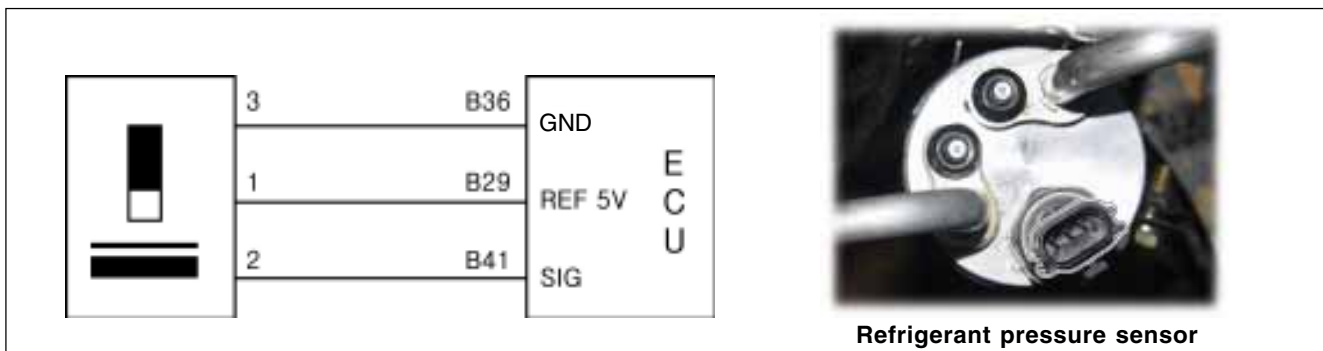 3 B36 GND
1 B29 REF 5V
2 B41 SIG
E
C
U
Refrigerant pressure sensor